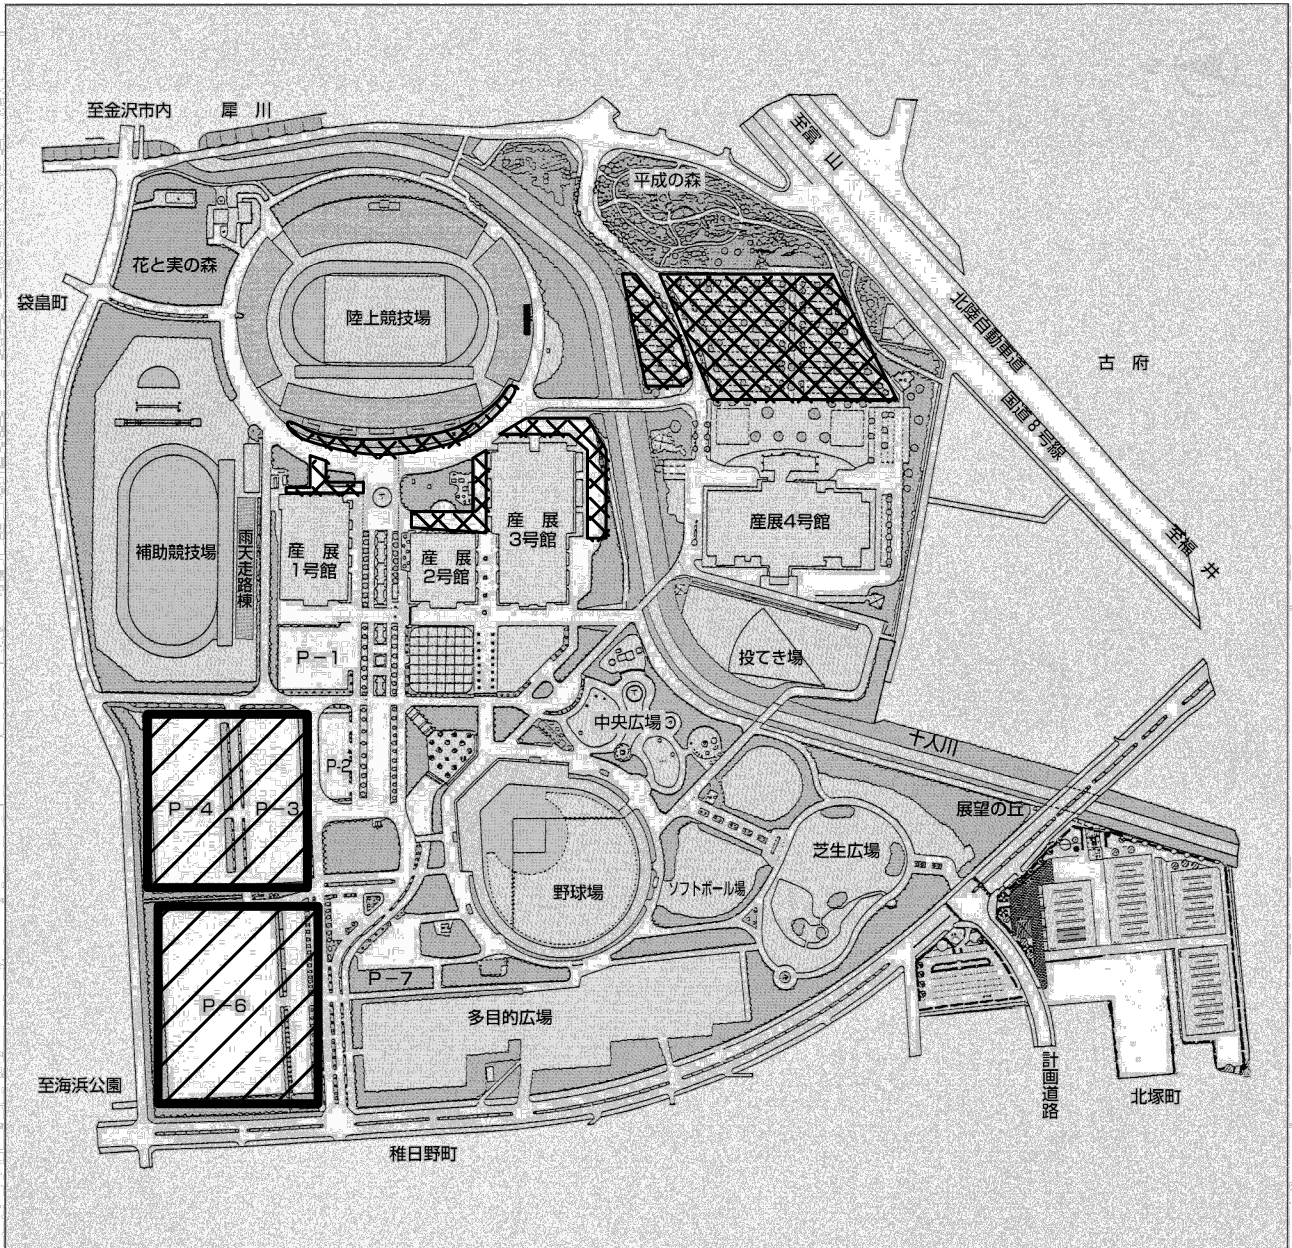 至金沢市内
犀 川
至富 山
平成の森
花と実の森
袋畠町
陸上競技場
北陸自動車道
国道8号線
古 府
至福 井
補助競技場
雨天走路棟
産 展
1号館
産 展
2号館
産 展
3号館
産展4号館
P-1
投てき場
中央広場
十人川
P-2
P-4
P-3
展望の丘
芝生広場
ソフトボール場
野球場
P-7
P-6
多目的広場
至海浜公園
計画道路
北塚町
稚日野町